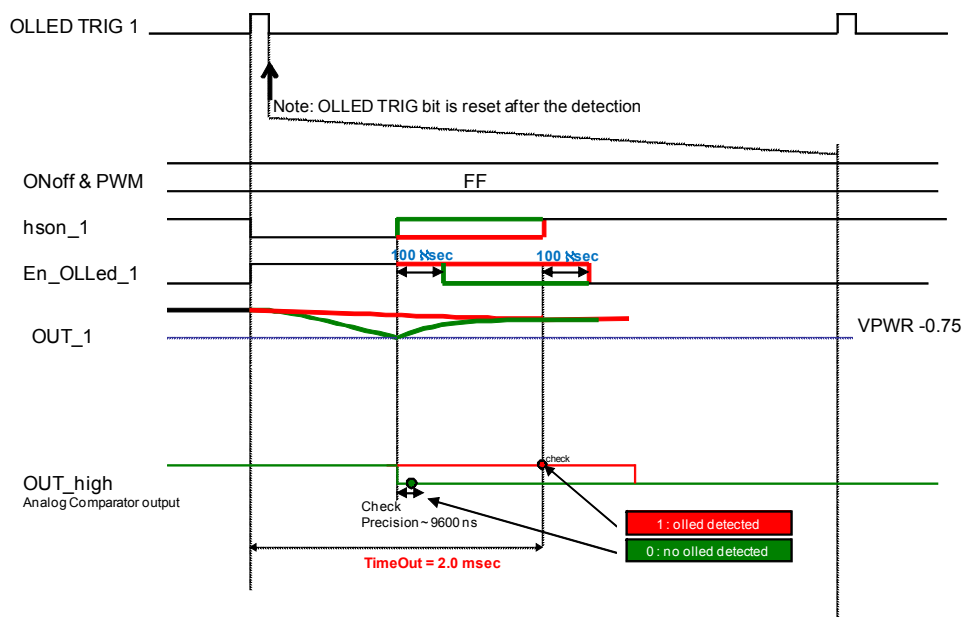 OLLED TRIG 1
Note: OLLED TRIG bit is reset after the detection
ONoff & PWM
FF
hson_1
100 sec
100 sec
En_OLLed_1
OUT_1
VPWR -0.75
check
OUT_high
Analog Comparator output
Check
Precision ~ 9600 ns
1 : olled detected
0 : no olled detected
TimeOut = 2.0 msec